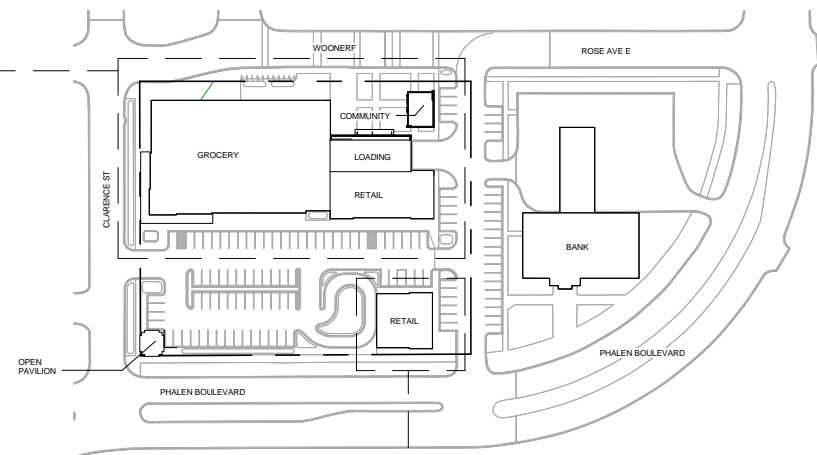 WOONERF
ROSE AVE E
COMMUNITY
GROCERY
LOADING
RETAIL
CLARENCE ST
BANK
RETAIL
OPEN
PAVILION
PHALEN BOULEVARD
PHALEN BOULEVARD